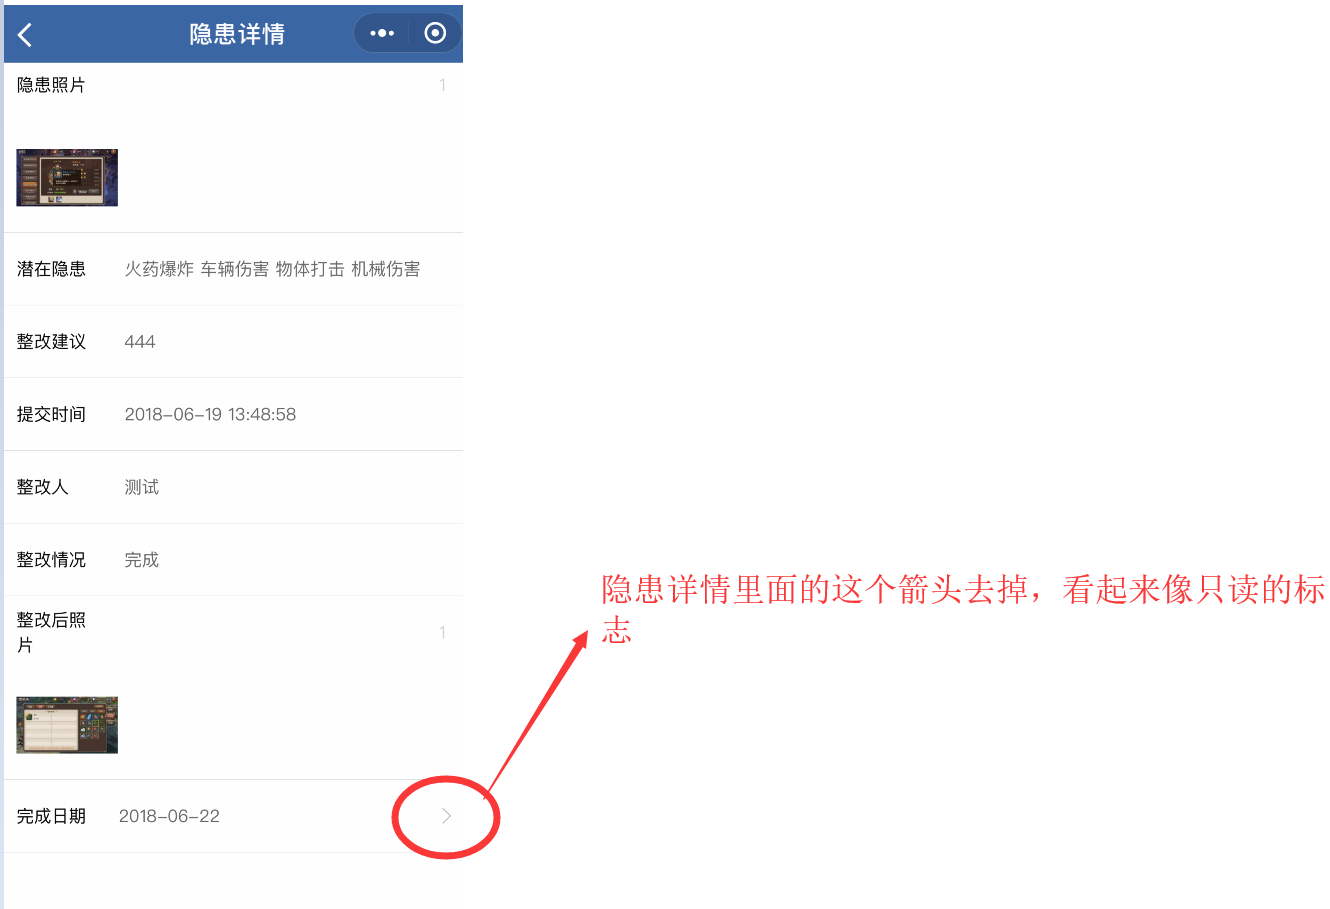 隐患详情
隐患照片
1
潜在隐患 火药爆炸 车辆伤害 物体打击 机械伤害
整改建议 444
提交时间 2018-06-19 13:48:58
整改人 测试
整改情况 完成
整改后照
片
1
完成日期 2018-06-22
隐患详情里面的这个箭头去掉，看起来像只读的标
志